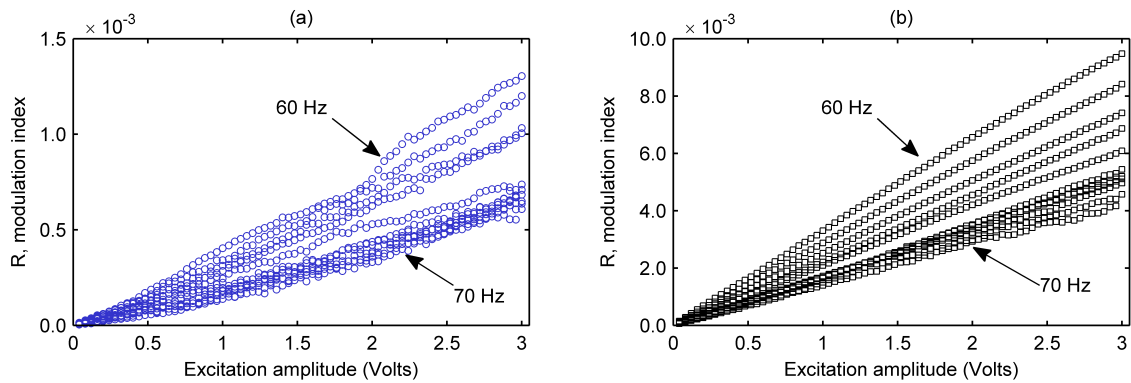 (a)
× 10⁻³
1.5
1.0
0.5
0.0
R, modulation index
60 Hz
70 Hz
0 0.5 1 1.5 2 2.5 3
Excitation amplitude (Volts)
(b)
× 10⁻³
10.0
8.0
6.0
4.0
2.0
0.0
R, modulation index
60 Hz
70 Hz
0 0.5 1 1.5 2 2.5 3
Excitation amplitude (Volts)